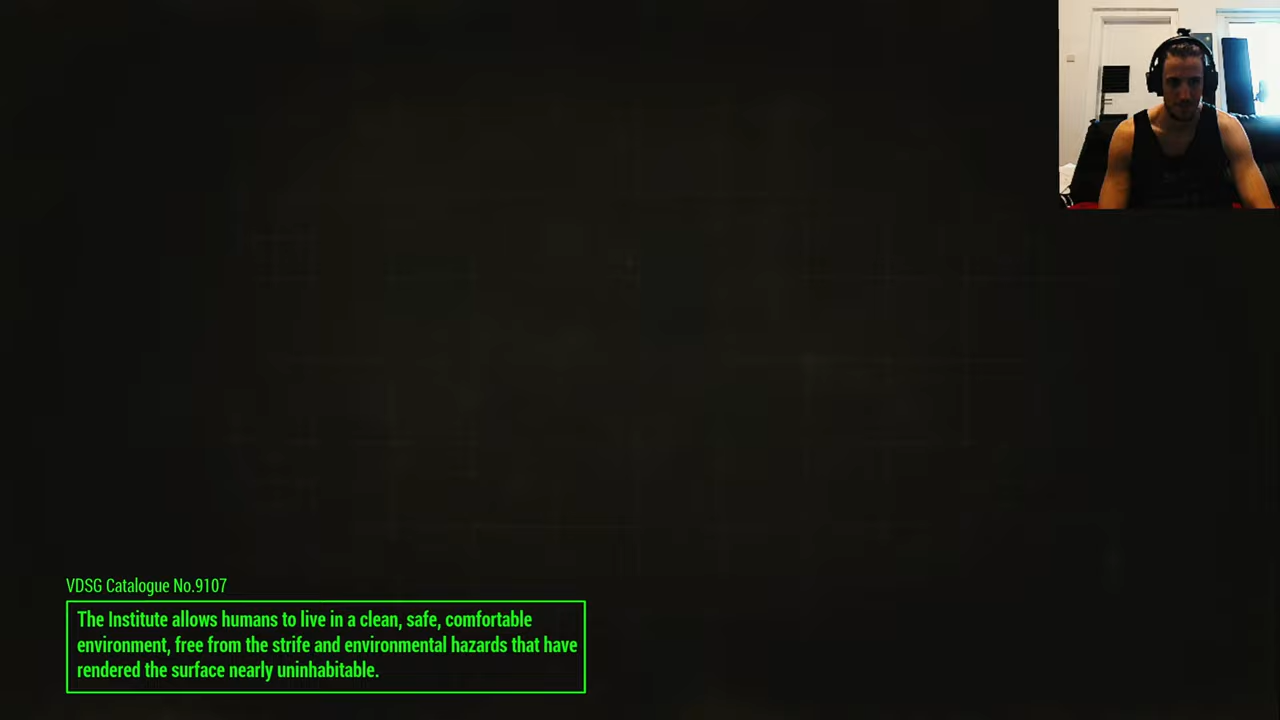 VDSG Catalogue No.9107
The Institute allows humans to live in a clean, safe, comfortable
environment, free from the strife and environmental hazards that have
rendered the surface nearly uninhabitable.